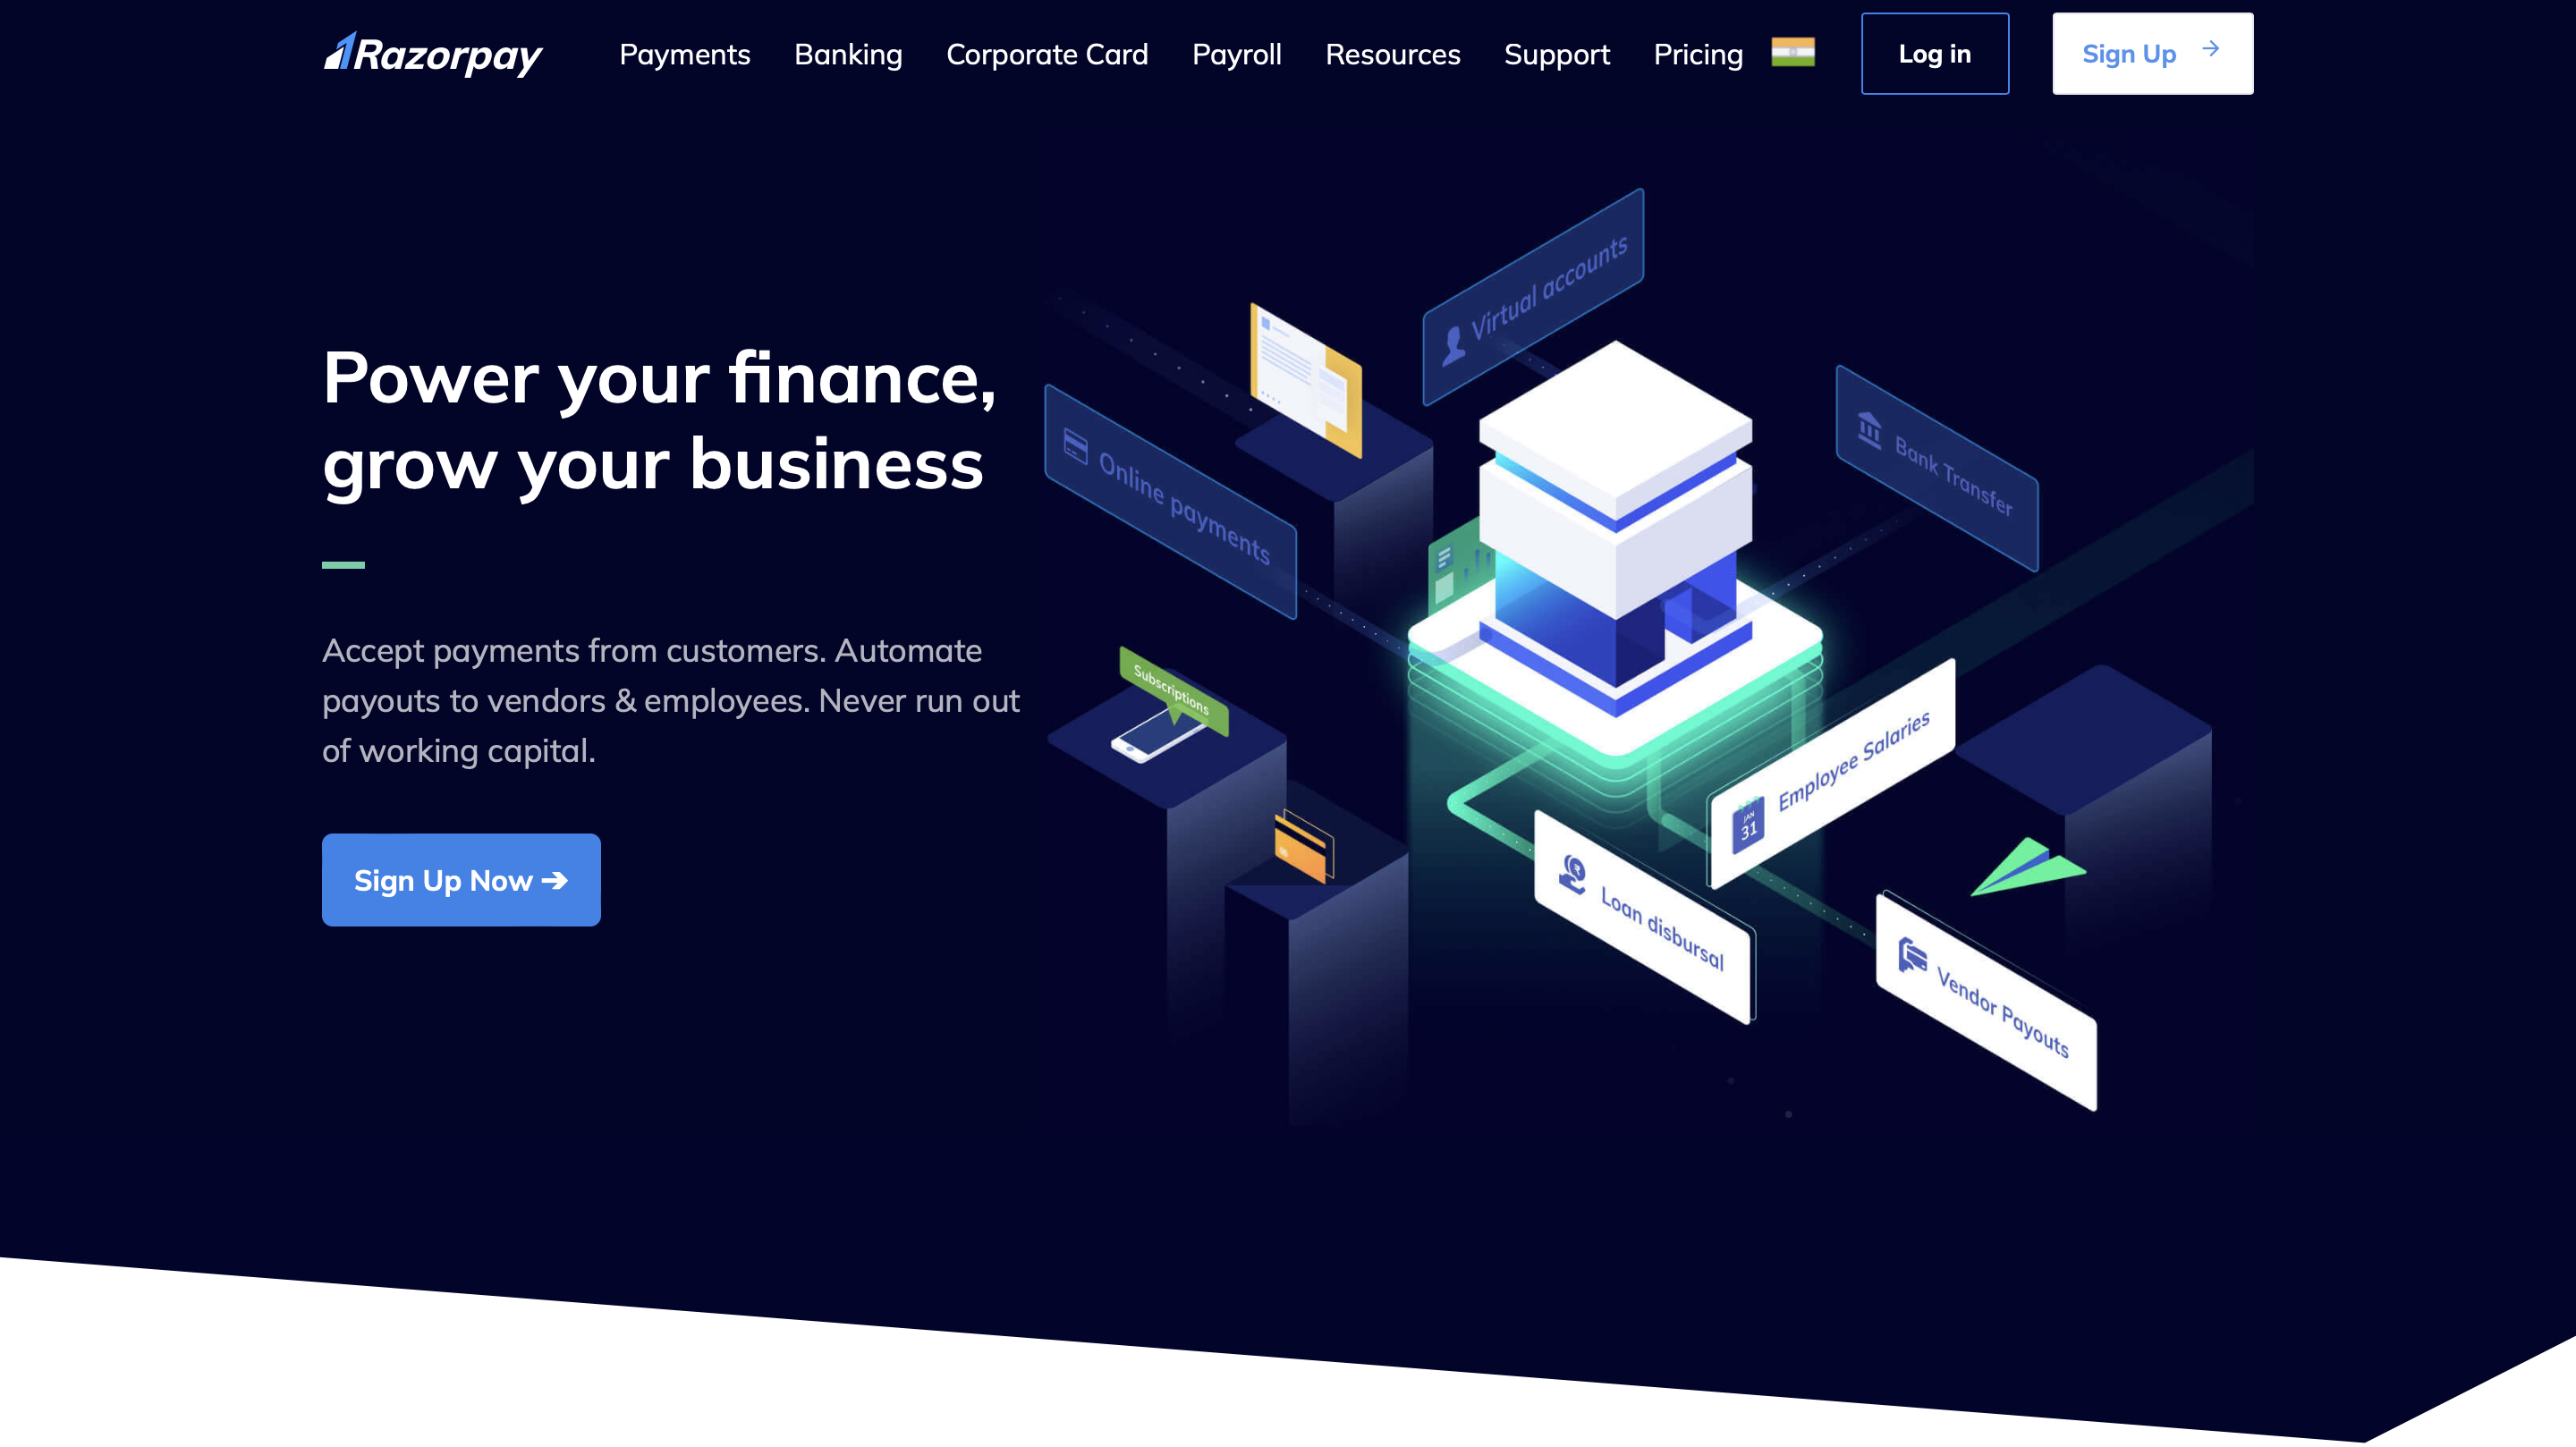 Razorpay
Payments
Banking
Corporate Card
Payroll
Resources
Support
Pricing
Log in
Sign Up →
Power your finance,
grow your business
Accept payments from customers. Automate
payouts to vendors & employees. Never run out
of working capital.
Sign Up Now ➔
Virtual accounts
Bank Transfer
Online payments
Subscriptions
Employee Salaries
JAN
31
Loan disbursal
Vendor Payouts